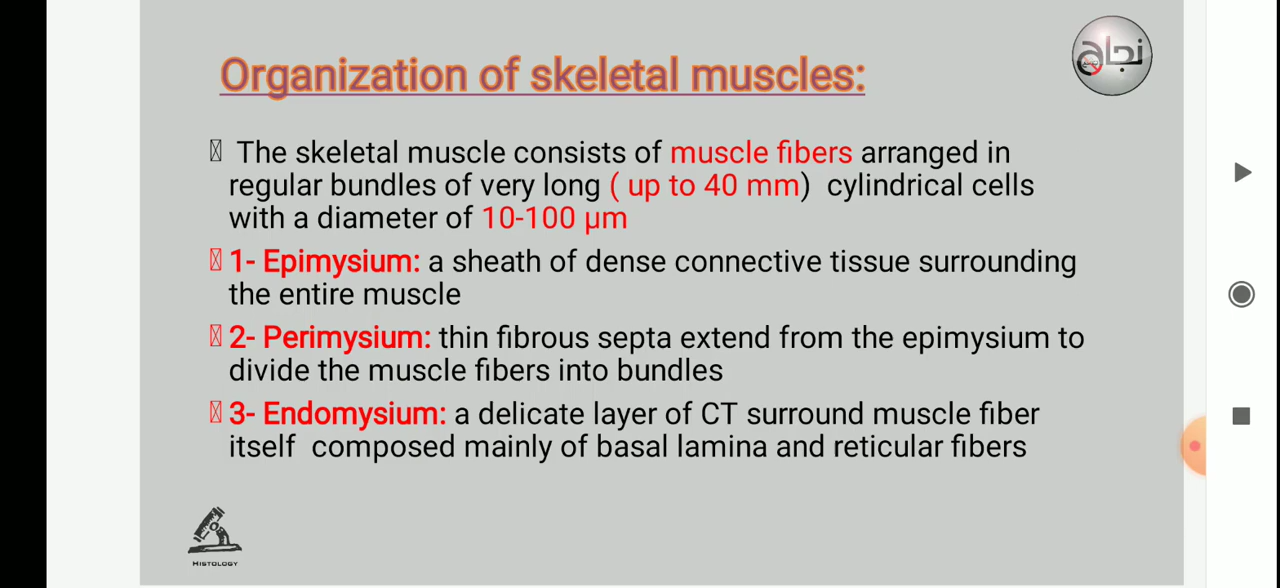 Organization of skeletal muscles:
نجاح
The skeletal muscle consists of muscle fibers arranged in
regular bundles of very long ( up to 40 mm) cylindrical cells
with a diameter of 10-100 µm
1- Epimysium: a sheath of dense connective tissue surrounding
the entire muscle
2- Perimysium: thin fibrous septa extend from the epimysium to
divide the muscle fibers into bundles
3- Endomysium: a delicate layer of CT surround muscle fiber
itself composed mainly of basal lamina and reticular fibers
HISTOLOGY